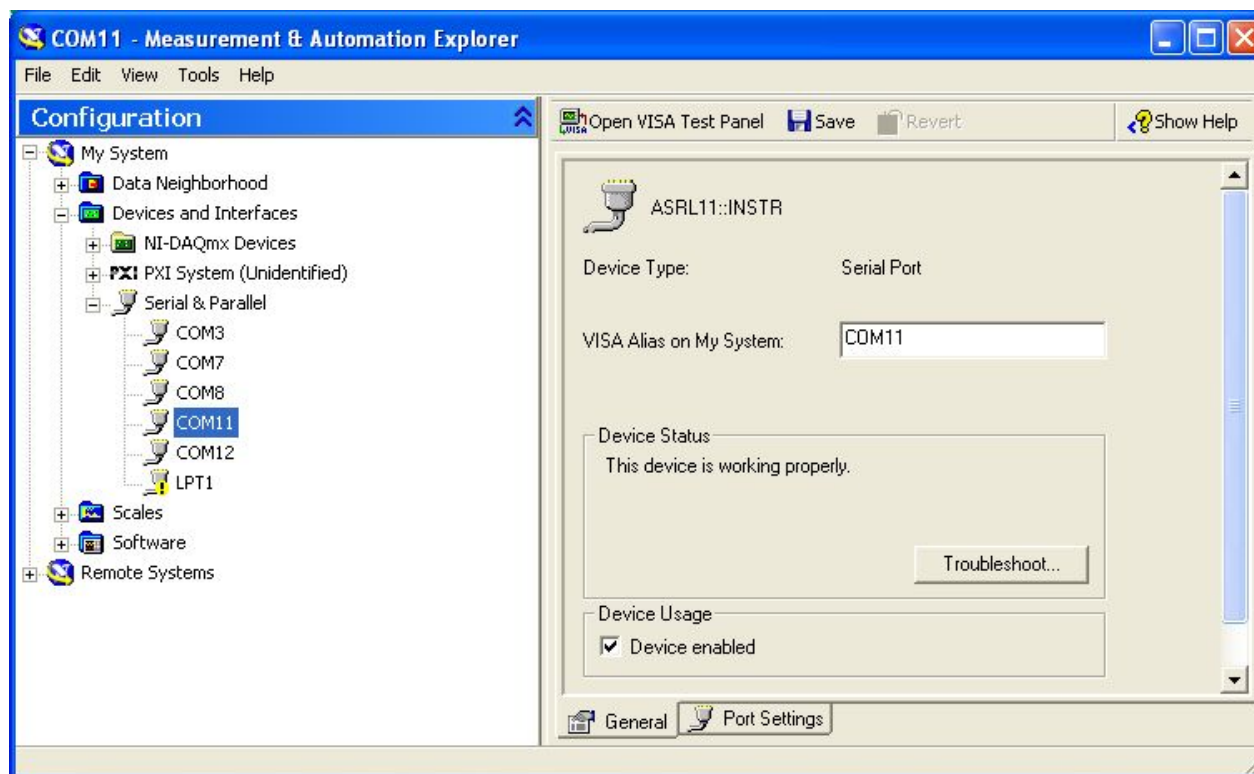 COM11 - Measurement & Automation Explorer
File Edit View Tools Help
Configuration
My System
Data Neighborhood
Devices and Interfaces
NI-DAQmx Devices
PXI PXI System (Unidentified)
Serial & Parallel
COM3
COM7
COM8
COM11
COM12
LPT1
Scales
Software
Remote Systems
VISA Open VISA Test Panel Save Revert Show Help
ASRL11::INSTR
Device Type: Serial Port
VISA Alias on My System: COM11
Device Status
This device is working properly.
Troubleshoot...
Device Usage
Device enabled
General Port Settings